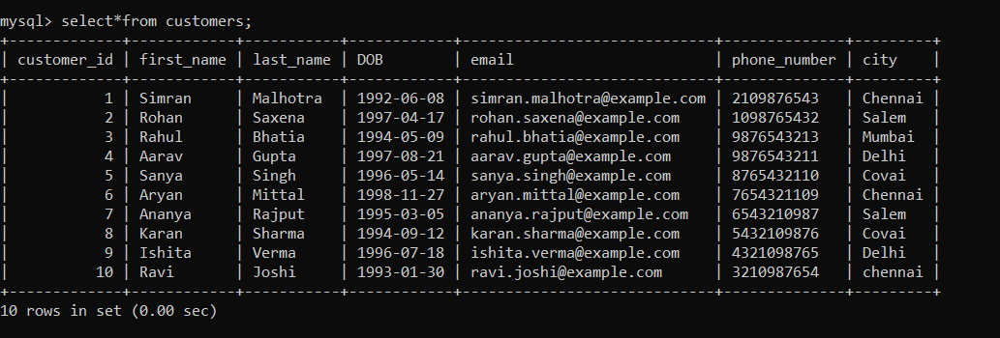 mysql> select*from customers;
+-------------+------------+-----------+------------+-----------------------------+--------------+---------+
| customer_id | first_name | last_name | DOB        | email                       | phone_number | city    |
+-------------+------------+-----------+------------+-----------------------------+--------------+---------+
|           1 | Simran     | Malhotra  | 1992-06-08 | simran.malhotra@example.com | 2109876543   | Chennai |
|           2 | Rohan      | Saxena    | 1997-04-17 | rohan.saxena@example.com    | 1098765432   | Salem   |
|           3 | Rahul      | Bhatia    | 1994-05-09 | rahul.bhatia@example.com    | 9876543213   | Mumbai  |
|           4 | Aarav      | Gupta     | 1997-08-21 | aarav.gupta@example.com     | 9876543211   | Delhi   |
|           5 | Sanya      | Singh     | 1996-05-14 | sanya.singh@example.com     | 8765432110   | Covai   |
|           6 | Aryan      | Mittal    | 1998-11-27 | aryan.mittal@example.com    | 7654321109   | Chennai |
|           7 | Ananya     | Rajput    | 1995-03-05 | ananya.rajput@example.com   | 6543210987   | Salem   |
|           8 | Karan      | Sharma    | 1994-09-12 | karan.sharma@example.com    | 5432109876   | Covai   |
|           9 | Ishita     | Verma     | 1996-07-18 | ishita.verma@example.com    | 4321098765   | Delhi   |
|          10 | Ravi       | Joshi     | 1993-01-30 | ravi.joshi@example.com      | 3210987654   | chennai |
+-------------+------------+-----------+------------+-----------------------------+--------------+---------+
10 rows in set (0.00 sec)